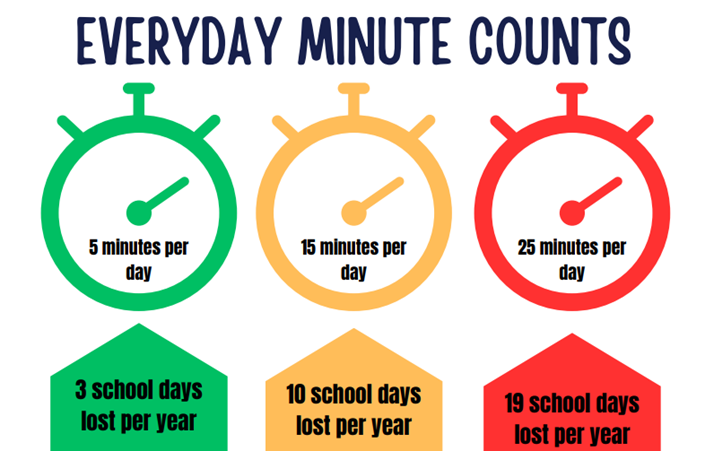 EVERYDAY MINUTE COUNTS
5 minutes per
day
15 minutes per
day
25 minutes per
day
3 school days
lost per year
10 school days
lost per year
19 school days
lost per year